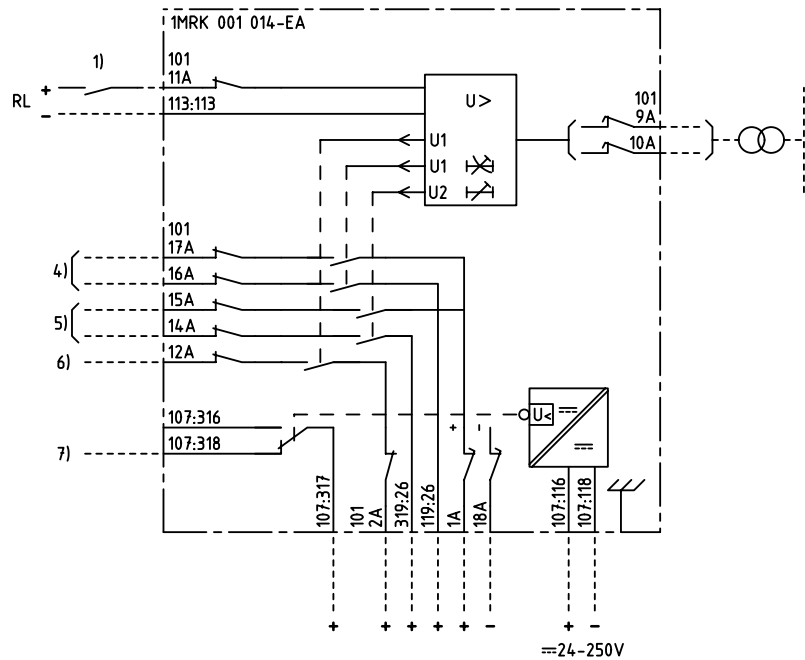 1MRK 001 014-EA
1)
101
11A
RL
+
-
113:113
U>
101
9A
10A
U1
U1
U2
101
17A
4)
16A
15A
5)
14A
6)
12A
107:316
7)
107:318
U<
+
-
107:317
101
2A
319:26
119:26
1A
18A
107:116
107:118
+ + + + + - + -
24-250V